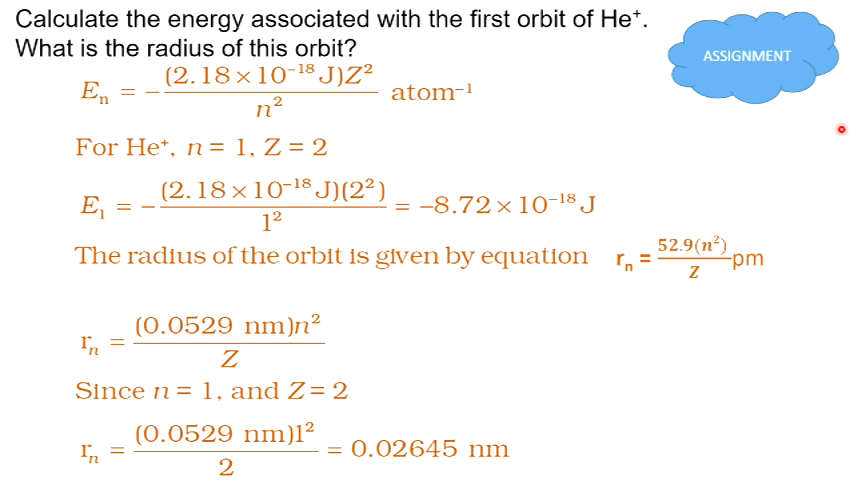 Calculate the energy associated with the first orbit of He⁺.
What is the radius of this orbit?
ASSIGNMENT
Eₙ = −(2.18 × 10⁻¹⁸ J)Z² / n² atom⁻¹
For He⁺, n = 1, Z = 2
E₁ = −(2.18 × 10⁻¹⁸ J)(2²) / 1² = −8.72 × 10⁻¹⁸ J
The radius of the orbit is given by equation rₙ = 52.9(n²) / Z pm
rₙ = (0.0529 nm)n² / Z
Since n = 1, and Z = 2
rₙ = (0.0529 nm)1² / 2 = 0.02645 nm